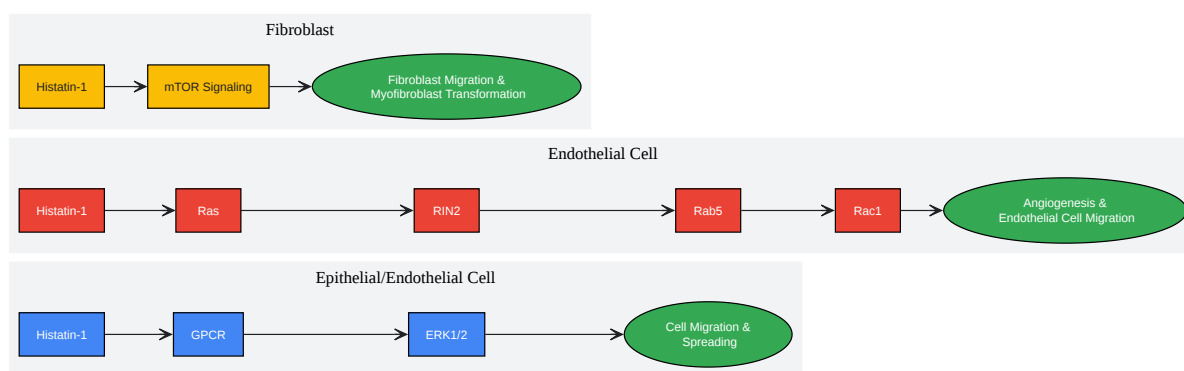 Fibroblast
Histatin-1
mTOR Signaling
Fibroblast Migration &
Myofibroblast Transformation
Endothelial Cell
Histatin-1
Ras
RIN2
Rab5
Rac1
Angiogenesis &
Endothelial Cell Migration
Epithelial/Endothelial Cell
Histatin-1
GPCR
ERK1/2
Cell Migration &
Spreading